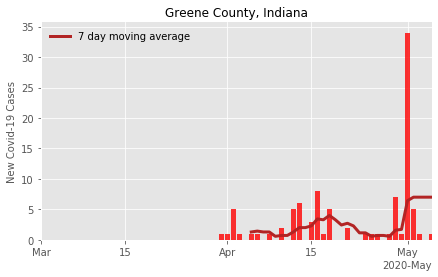 Greene County, Indiana
7 day moving average
New Covid-19 Cases
35
30
25
20
15
10
5
0
Mar
15
Apr
15
May
2020-May